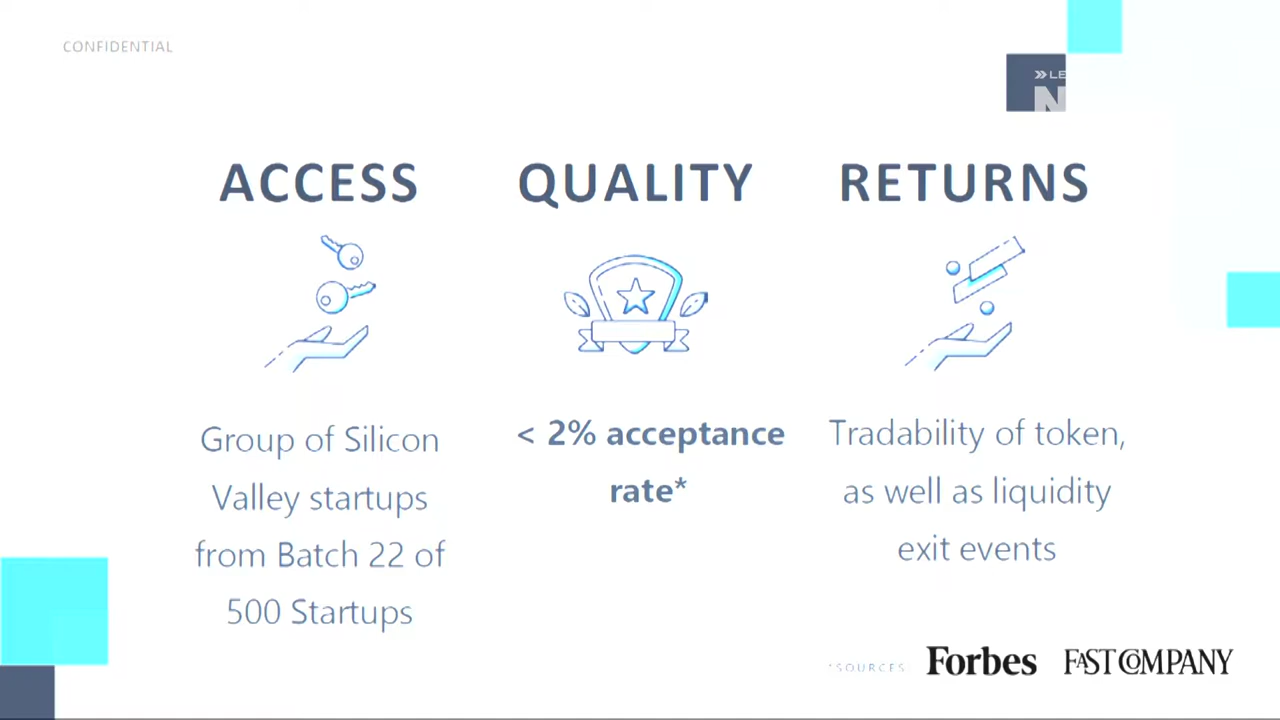 CONFIDENTIAL
ACCESS
QUALITY
RETURNS
Group of Silicon
Valley startups
from Batch 22 of
500 Startups
< 2% acceptance
rate*
Tradability of token,
as well as liquidity
exit events
*SOURCES:
Forbes
FAST COMPANY